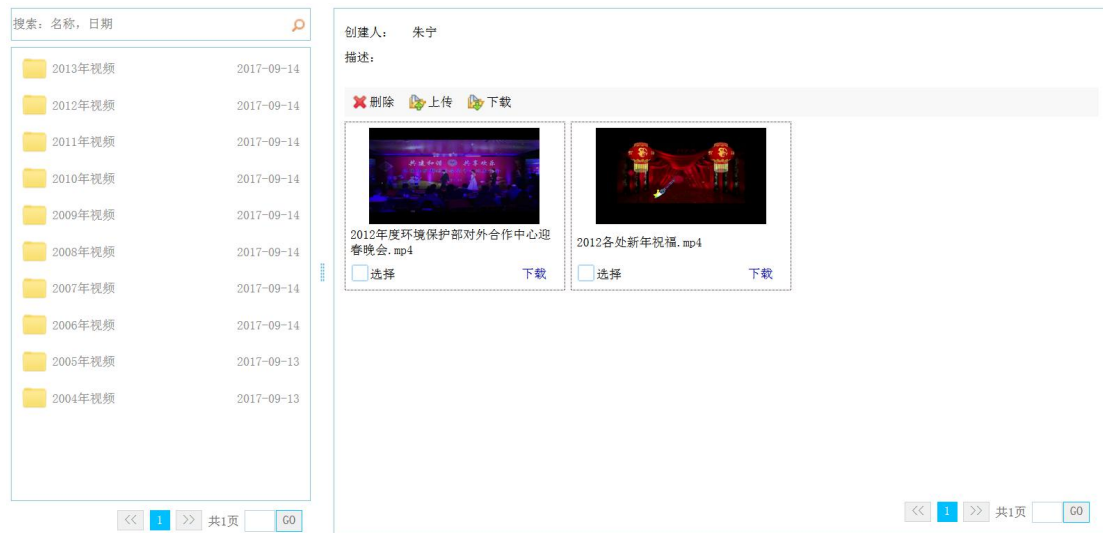 搜索：名称，日期
2013年视频 2017-09-14
2012年视频 2017-09-14
2011年视频 2017-09-14
2010年视频 2017-09-14
2009年视频 2017-09-14
2008年视频 2017-09-14
2007年视频 2017-09-14
2006年视频 2017-09-14
2005年视频 2017-09-13
2004年视频 2017-09-13
<< 1 >> 共1页 GO
创建人： 朱宁
描述：
删除 上传 下载
共建和谐 共享欢乐
2012年度环境保护部对外合作中心迎
春晚会.mp4
选择 下载
2012各处新年祝福.mp4
选择 下载
<< 1 >> 共1页 GO